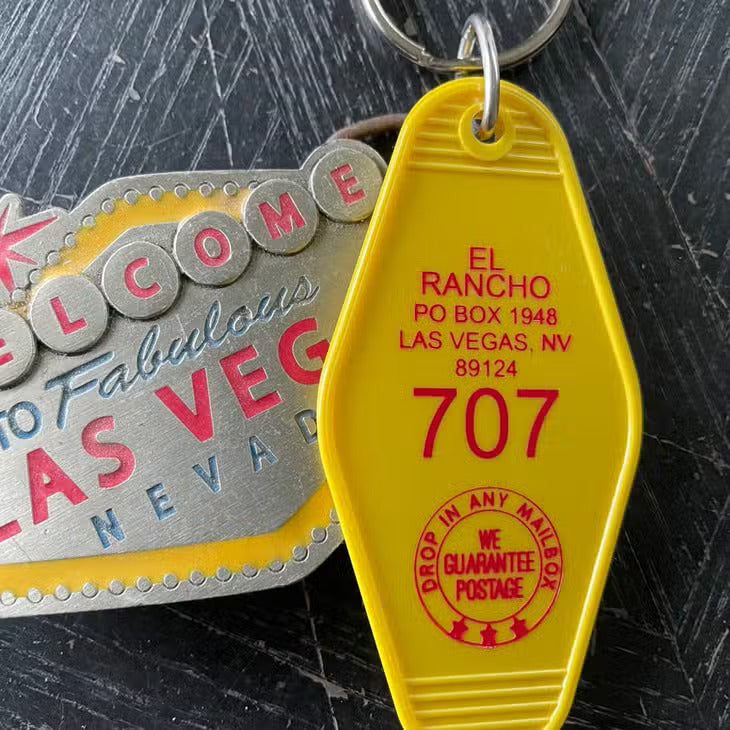 ELCOME
TO Fabulous
LAS VEG
NEVAD
EL
RANCHO
PO BOX 1948
LAS VEGAS, NV
89124
707
DROP IN ANY MAILBOX
WE
GUARANTEE
POSTAGE